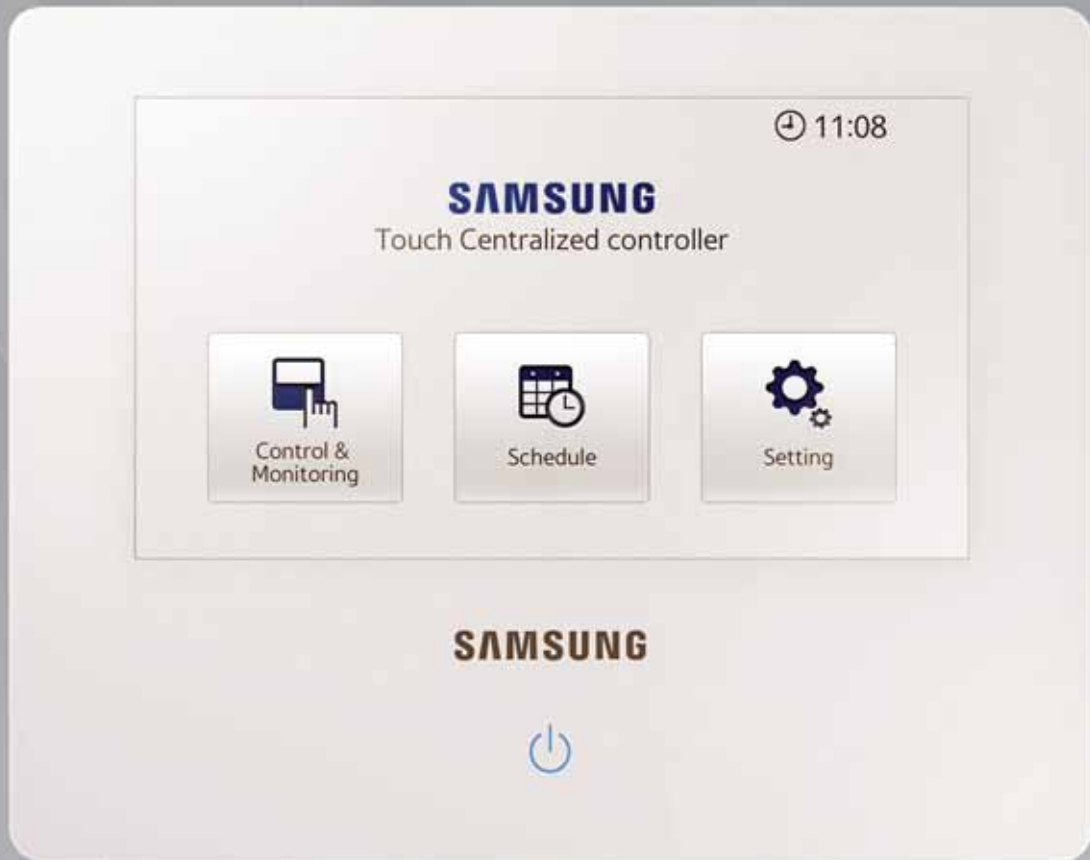 11:08
SAMSUNG
Touch Centralized controller
Control &
Monitoring
Schedule
Setting
SAMSUNG